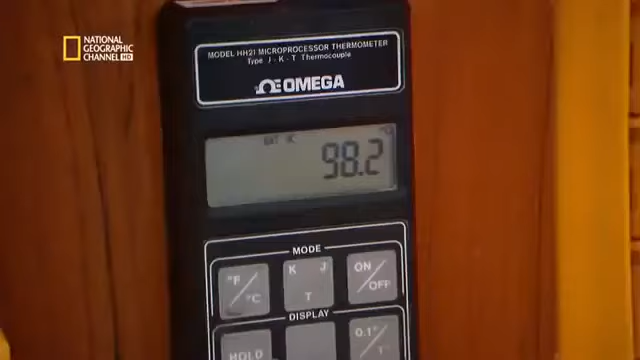 NATIONAL
GEOGRAPHIC
CHANNEL HD
MODEL HH21 MICROPROCESSOR THERMOMETER
Type J - K - T Thermocouple
OMEGA
98.2
MODE
°F/°C
K J
T
ON/OFF
DISPLAY
HOLD
0.1°